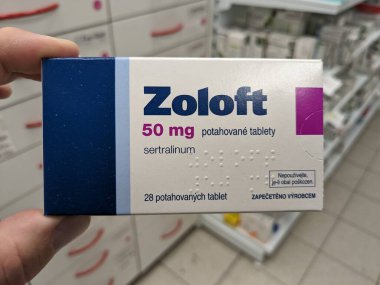 Zoloft
50 mg potahované tablety
sertralinum
28 potahovaných tablet
Nepoužívejte,
je-li obal poškozen
ZAPEČETĚNO VÝROBCEM